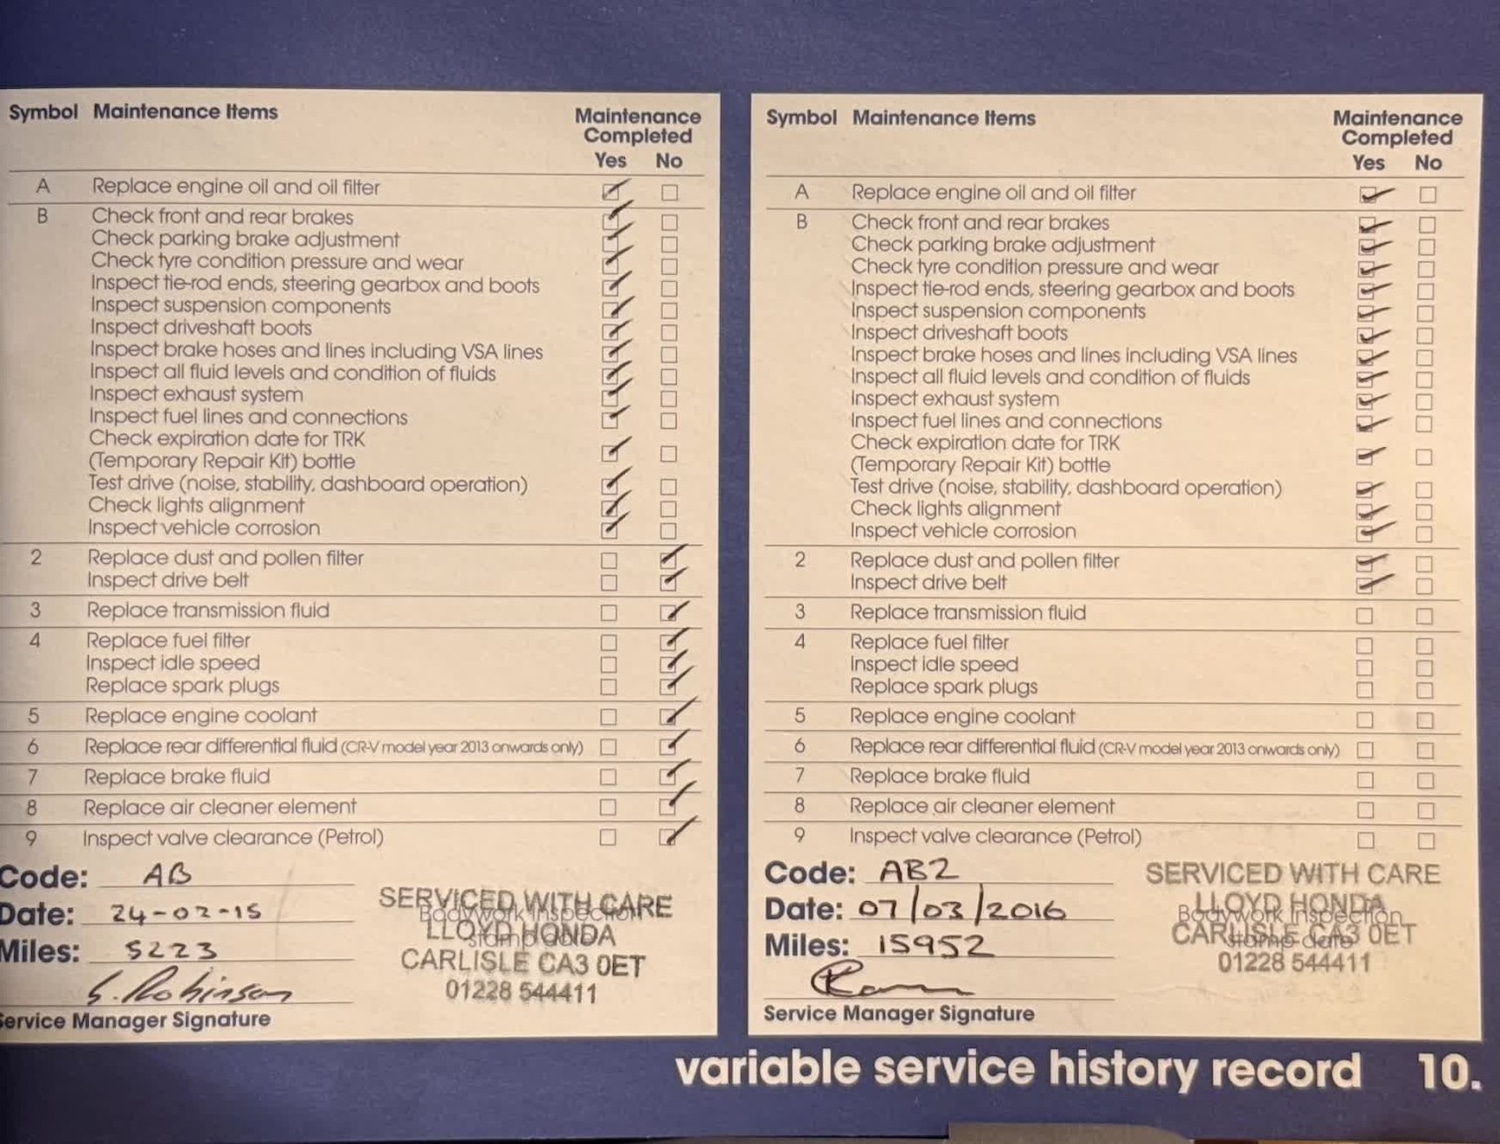 Symbol Maintenance Items Maintenance Completed
Yes No
A Replace engine oil and oil filter
B Check front and rear brakes
Check parking brake adjustment
Check tyre condition pressure and wear
Inspect tie-rod ends, steering gearbox and boots
Inspect suspension components
Inspect driveshaft boots
Inspect brake hoses and lines including VSA lines
Inspect all fluid levels and condition of fluids
Inspect exhaust system
Inspect fuel lines and connections
Check expiration date for TRK
(Temporary Repair Kit) bottle
Test drive (noise, stability, dashboard operation)
Check lights alignment
Inspect vehicle corrosion
2 Replace dust and pollen filter
Inspect drive belt
3 Replace transmission fluid
4 Replace fuel filter
Inspect idle speed
Replace spark plugs
5 Replace engine coolant
6 Replace rear differential fluid (CR-V model year 2013 onwards only)
7 Replace brake fluid
8 Replace air cleaner element
9 Inspect valve clearance (Petrol)
Code: AB
Date: 24-02-15
Miles: 5223
S. Robinson
Service Manager Signature
SERVICED WITH CARE
Bodywork Inspection
LLOYD HONDA
stamp & date
CARLISLE CA3 0ET
01228 544411
Symbol Maintenance Items Maintenance Completed
Yes No
A Replace engine oil and oil filter
B Check front and rear brakes
Check parking brake adjustment
Check tyre condition pressure and wear
Inspect tie-rod ends, steering gearbox and boots
Inspect suspension components
Inspect driveshaft boots
Inspect brake hoses and lines including VSA lines
Inspect all fluid levels and condition of fluids
Inspect exhaust system
Inspect fuel lines and connections
Check expiration date for TRK
(Temporary Repair Kit) bottle
Test drive (noise, stability, dashboard operation)
Check lights alignment
Inspect vehicle corrosion
2 Replace dust and pollen filter
Inspect drive belt
3 Replace transmission fluid
4 Replace fuel filter
Inspect idle speed
Replace spark plugs
5 Replace engine coolant
6 Replace rear differential fluid (CR-V model year 2013 onwards only)
7 Replace brake fluid
8 Replace air cleaner element
9 Inspect valve clearance (Petrol)
Code: AB2
Date: 07/03/2016
Miles: 15952
Service Manager Signature
SERVICED WITH CARE
LLOYD HONDA
Bodywork Inspection
CARLISLE CA3 0ET
stamp & date
01228 544411
variable service history record 10.